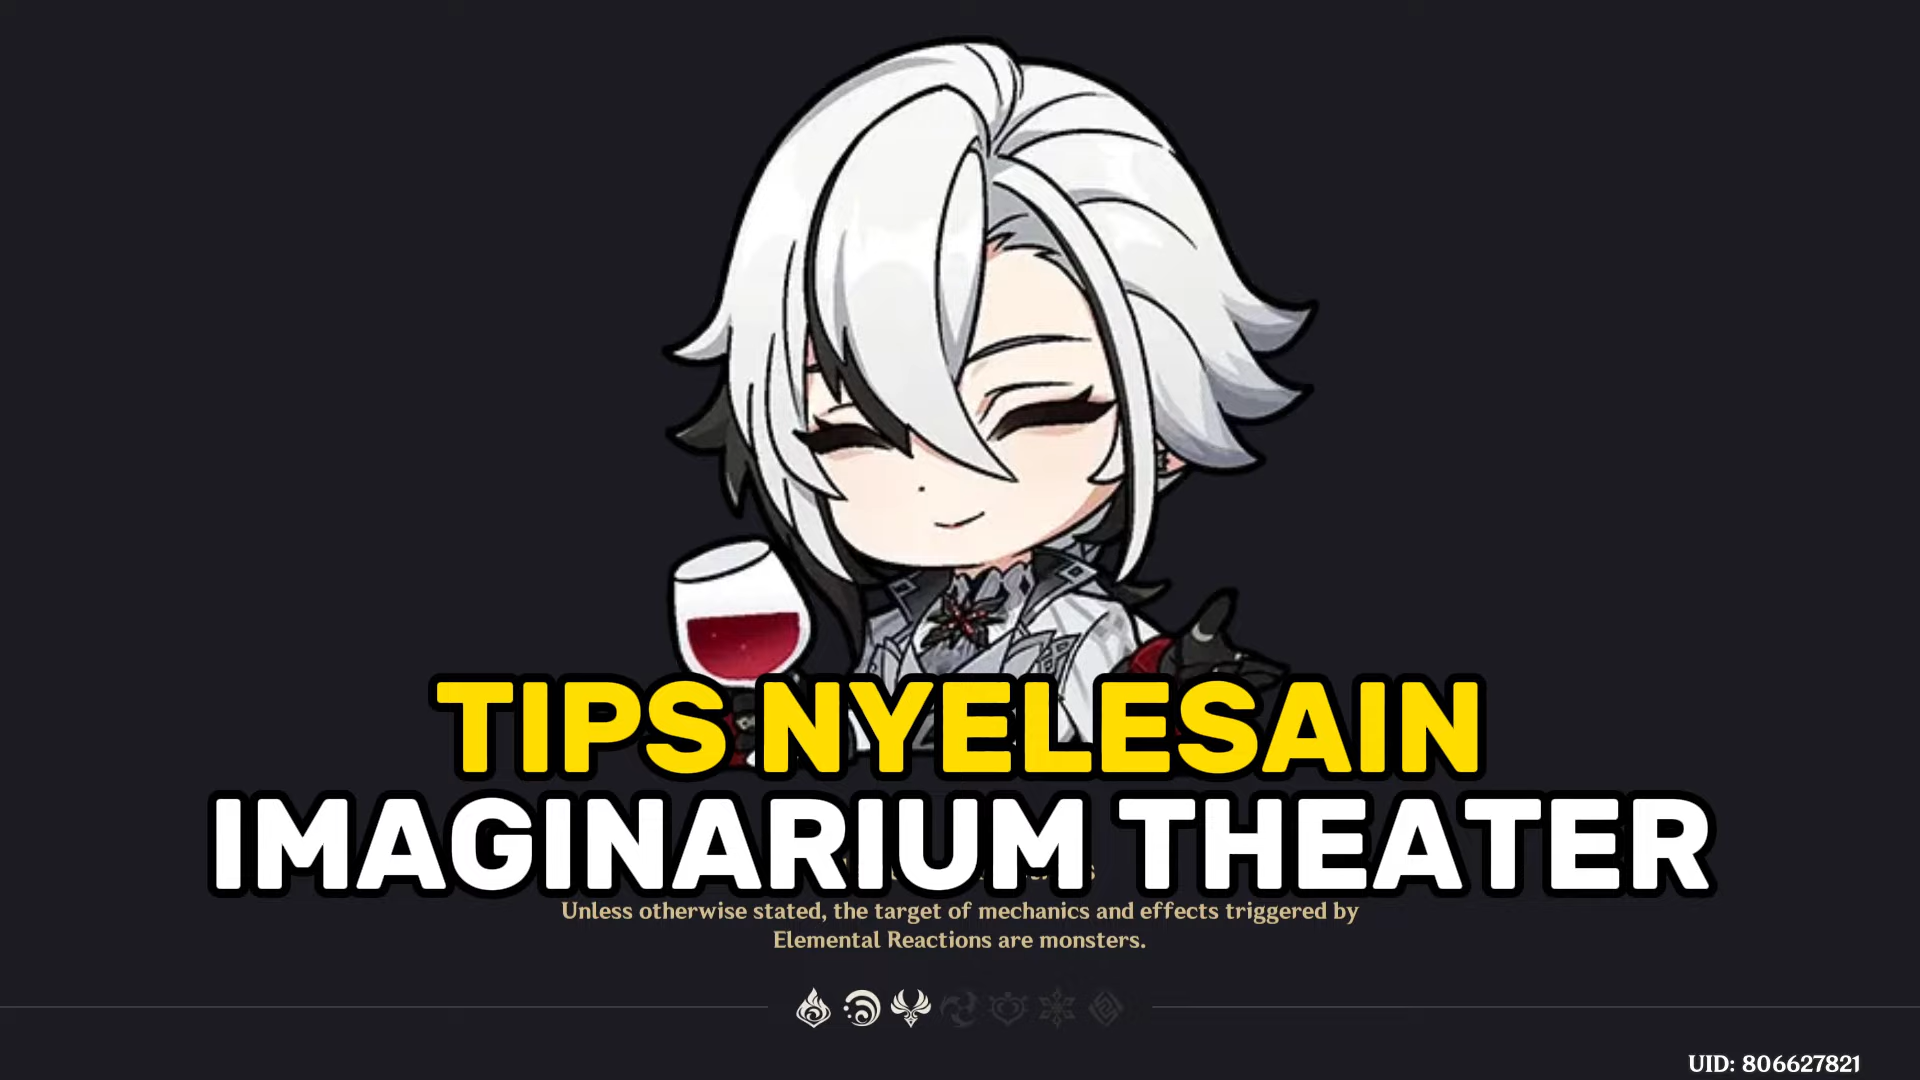 TIPS NYELESAIN
IMAGINARIUM THEATER
Unless otherwise stated, the target of mechanics and effects triggered by
Elemental Reactions are monsters.
UID: 806627821